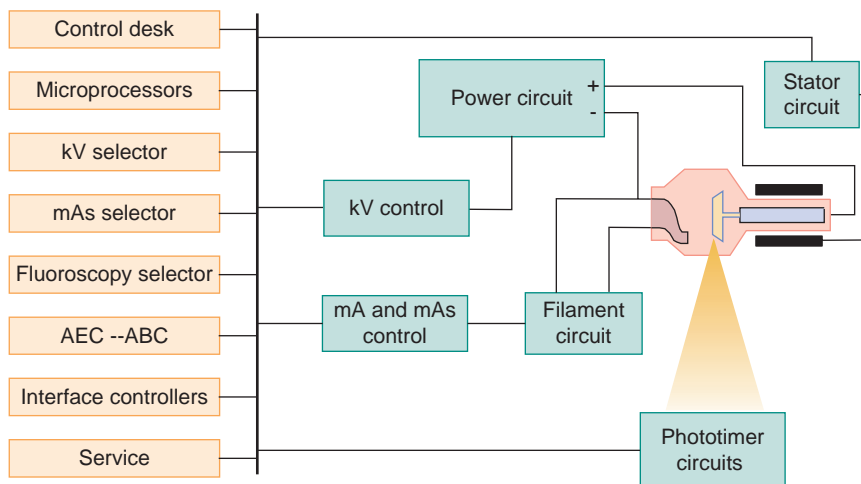 Control desk
Microprocessors
kV selector
mAs selector
Fluoroscopy selector
AEC --ABC
Interface controllers
Service
Power circuit
+
-
Stator
circuit
kV control
mA and mAs
control
Filament
circuit
Phototimer
circuits